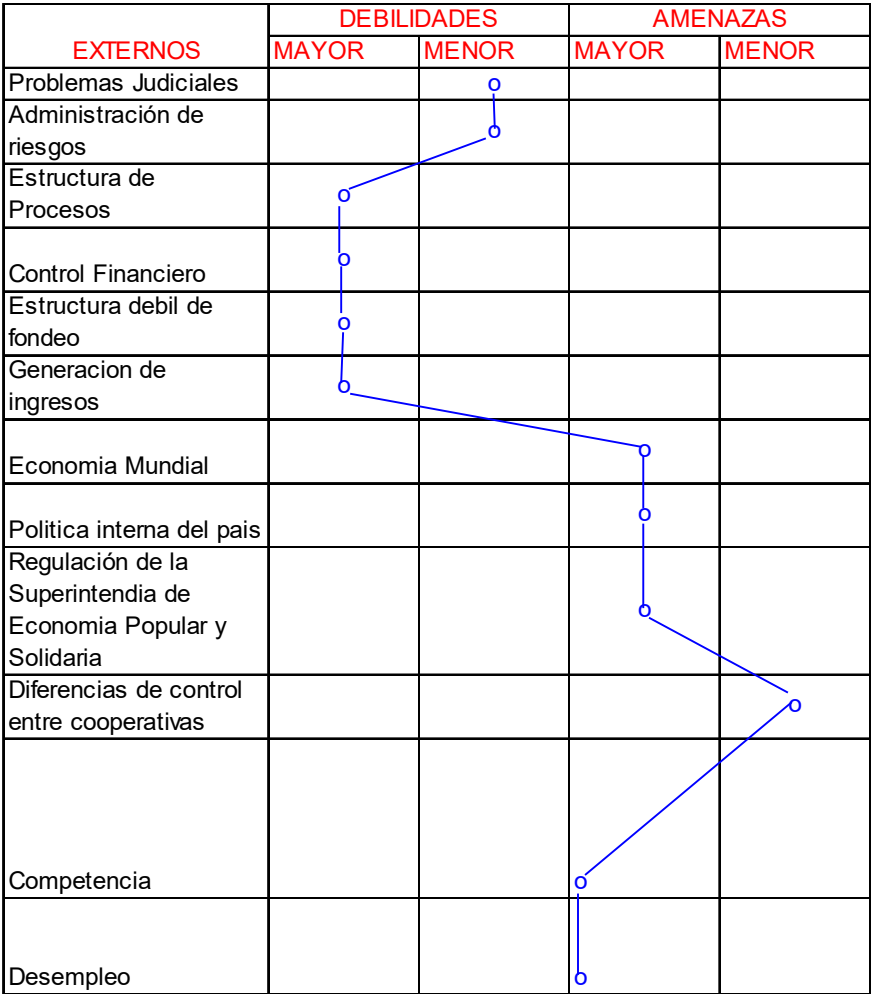 DEBILIDADES AMENAZAS
EXTERNOS MAYOR MENOR MAYOR MENOR
Problemas Judiciales o
Administración de
riesgos o
Estructura de
Procesos o
Control Financiero o
Estructura debil de
fondeo o
Generacion de
ingresos o
Economia Mundial o
Politica interna del pais o
Regulación de la
Superintendia de
Economia Popular y o
Solidaria
Diferencias de control
entre cooperativas o
Competencia o
Desempleo o